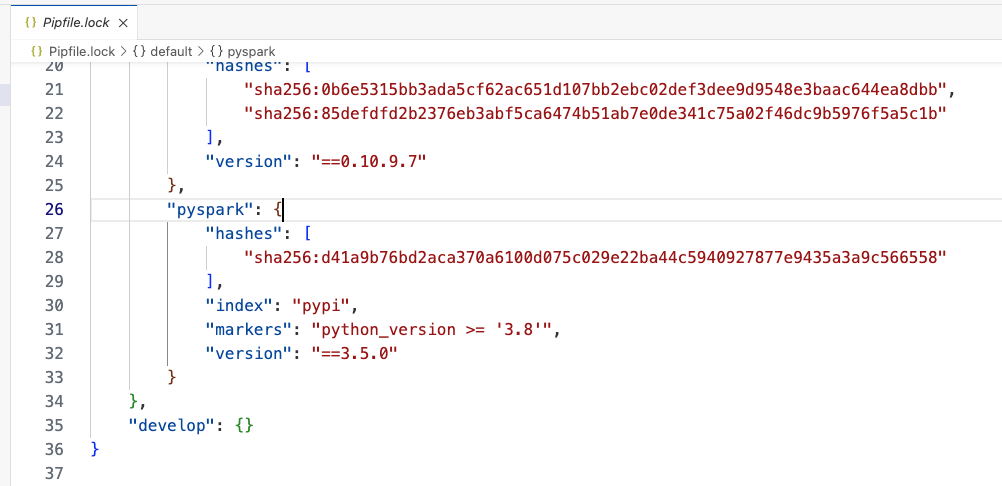 {} Pipfile.lock ×
{} Pipfile.lock > {} default > {} pyspark
20 "hashes": [
21 "sha256:0b6e5315bb3ada5cf62ac651d107bb2ebc02def3dee9d9548e3baac644ea8dbb",
22 "sha256:85defdfd2b2376eb3abf5ca6474b51ab7e0de341c75a02f46dc9b5976f5a5c1b"
23 ],
24 "version": "==0.10.9.7"
25 },
26 "pyspark": {
27 "hashes": [
28 "sha256:d41a9b76bd2aca370a6100d075c029e22ba44c5940927877e9435a3a9c566558"
29 ],
30 "index": "pypi",
31 "markers": "python_version >= '3.8'",
32 "version": "==3.5.0"
33 }
34 },
35 "develop": {}
36 }
37